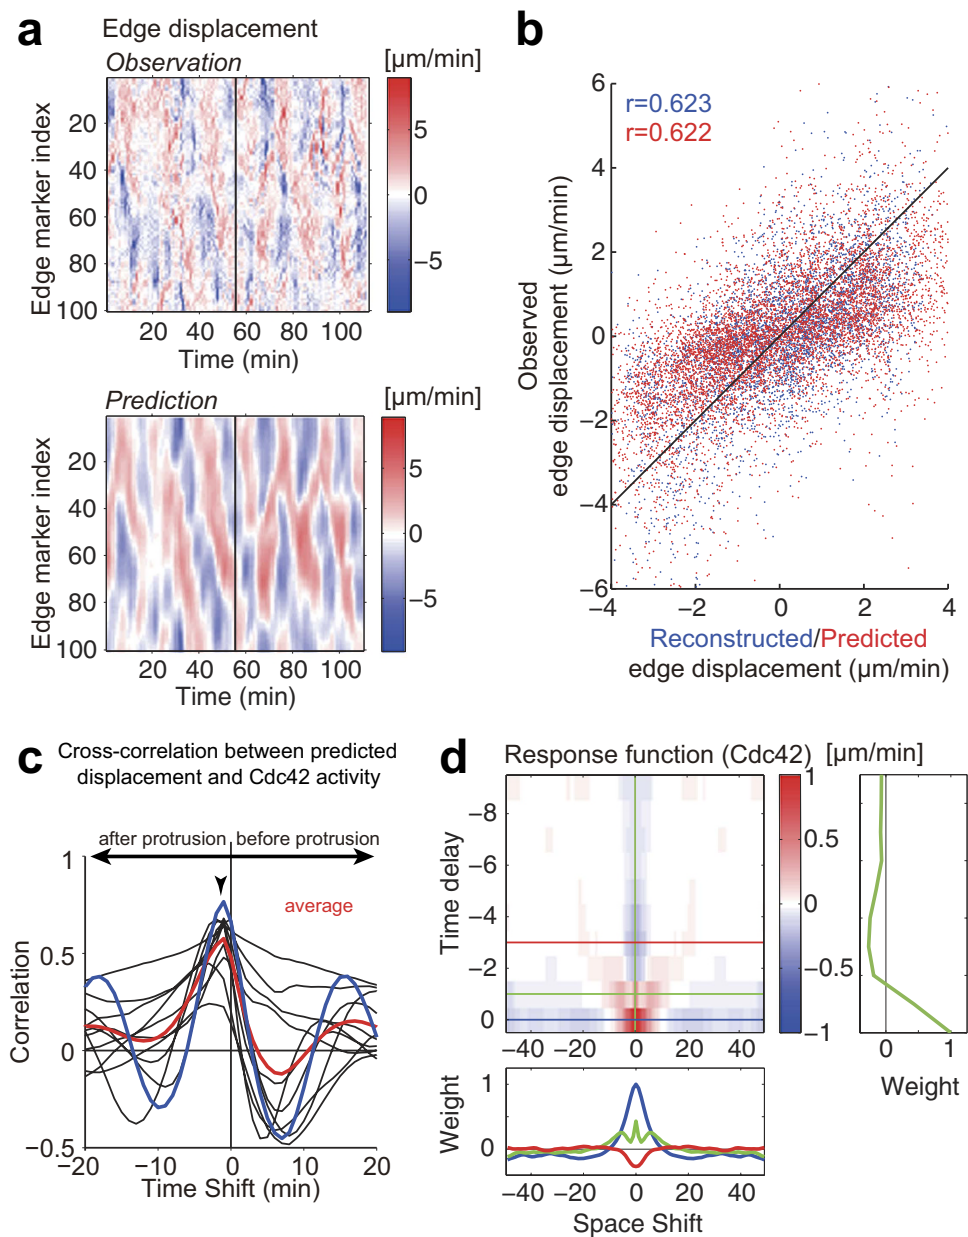 a
Edge displacement
Observation
[µm/min]
Edge marker index
20
40
60
80
100
20
40
60
80
100
Time (min)
5
0
−5
Prediction
[µm/min]
Edge marker index
20
40
60
80
100
20
40
60
80
100
Time (min)
5
0
−5
b
r=0.623
r=0.622
Observed
edge displacement (µm/min)
6
4
2
0
−2
−4
−6
−4
−2
0
2
4
Reconstructed/Predicted
edge displacement (µm/min)
c
Cross-correlation between predicted
displacement and Cdc42 activity
after protrusion
before protrusion
average
Correlation
1
0.5
0
−0.5
−20
−10
0
10
20
Time Shift (min)
d
Response function (Cdc42)
[µm/min]
Time delay
−8
−6
−4
−2
0
−40
−20
0
20
40
1
0.5
0
−0.5
−1
0
1
Weight
Weight
1
0
−40
−20
0
20
40
Space Shift